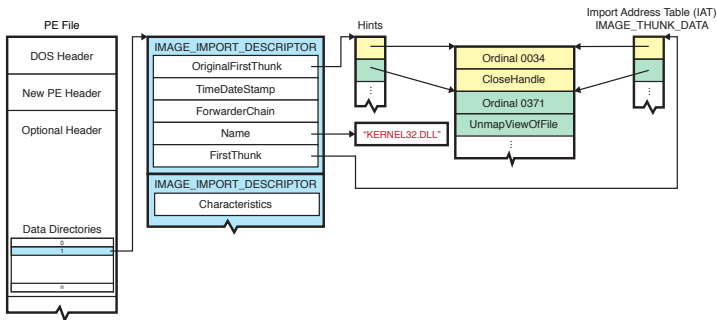 PE File
DOS Header
New PE Header
Optional Header
Data Directories
0
1
n
IMAGE_IMPORT_DESCRIPTOR
OriginalFirstThunk
TimeDateStamp
ForwarderChain
Name
FirstThunk
IMAGE_IMPORT_DESCRIPTOR
Characteristics
Hints
⋮
"KERNEL32.DLL"
Ordinal 0034
CloseHandle
Ordinal 0371
UnmapViewOfFile
⋮
Import Address Table (IAT)
IMAGE_THUNK_DATA
⋮